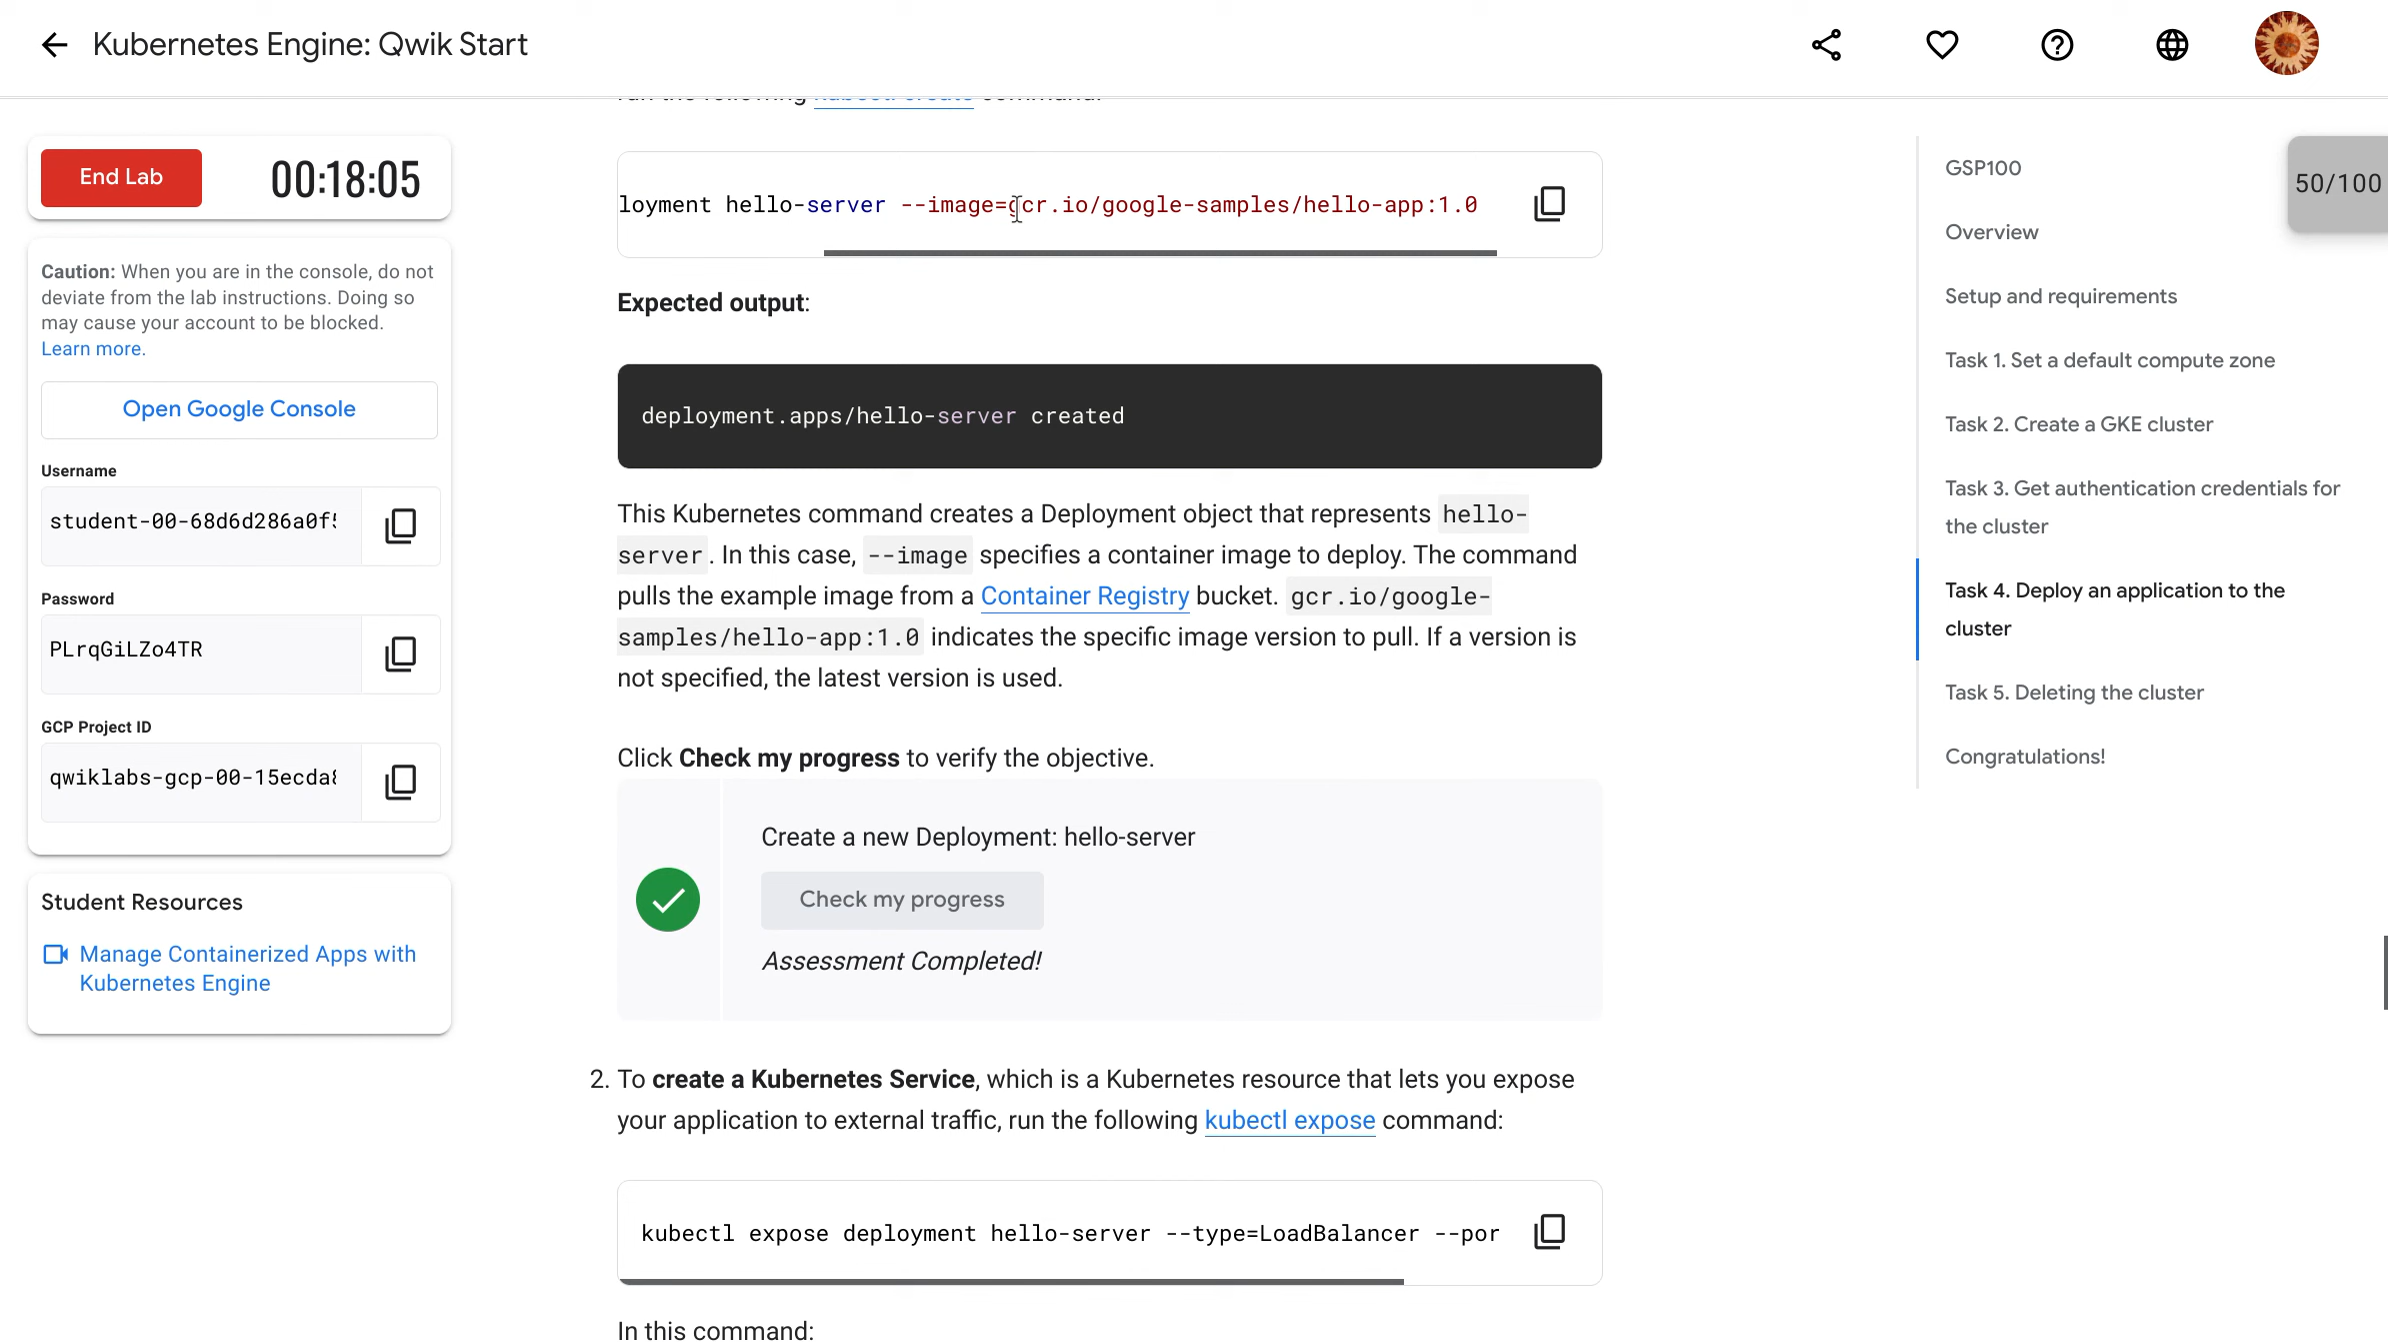 Kubernetes Engine: Qwik Start
End Lab
00:18:05
Caution: When you are in the console, do not
deviate from the lab instructions. Doing so
may cause your account to be blocked.
Learn more.
Open Google Console
Username
student-00-68d6d286a0f
Password
PLrqGiLZo4TR
GCP Project ID
qwiklabs-gcp-00-15ecda
Student Resources
Manage Containerized Apps with
Kubernetes Engine
run the following kubectl create command:
loyment hello-server --image=gcr.io/google-samples/hello-app:1.0
Expected output:
deployment.apps/hello-server created
This Kubernetes command creates a Deployment object that represents hello-
server. In this case, --image specifies a container image to deploy. The command
pulls the example image from a Container Registry bucket. gcr.io/google-
samples/hello-app:1.0 indicates the specific image version to pull. If a version is
not specified, the latest version is used.
Click Check my progress to verify the objective.
Create a new Deployment: hello-server
Check my progress
Assessment Completed!
2. To create a Kubernetes Service, which is a Kubernetes resource that lets you expose
your application to external traffic, run the following kubectl expose command:
kubectl expose deployment hello-server --type=LoadBalancer --por
In this command:
GSP100
Overview
Setup and requirements
Task 1. Set a default compute zone
Task 2. Create a GKE cluster
Task 3. Get authentication credentials for
the cluster
Task 4. Deploy an application to the
cluster
Task 5. Deleting the cluster
Congratulations!
50/100